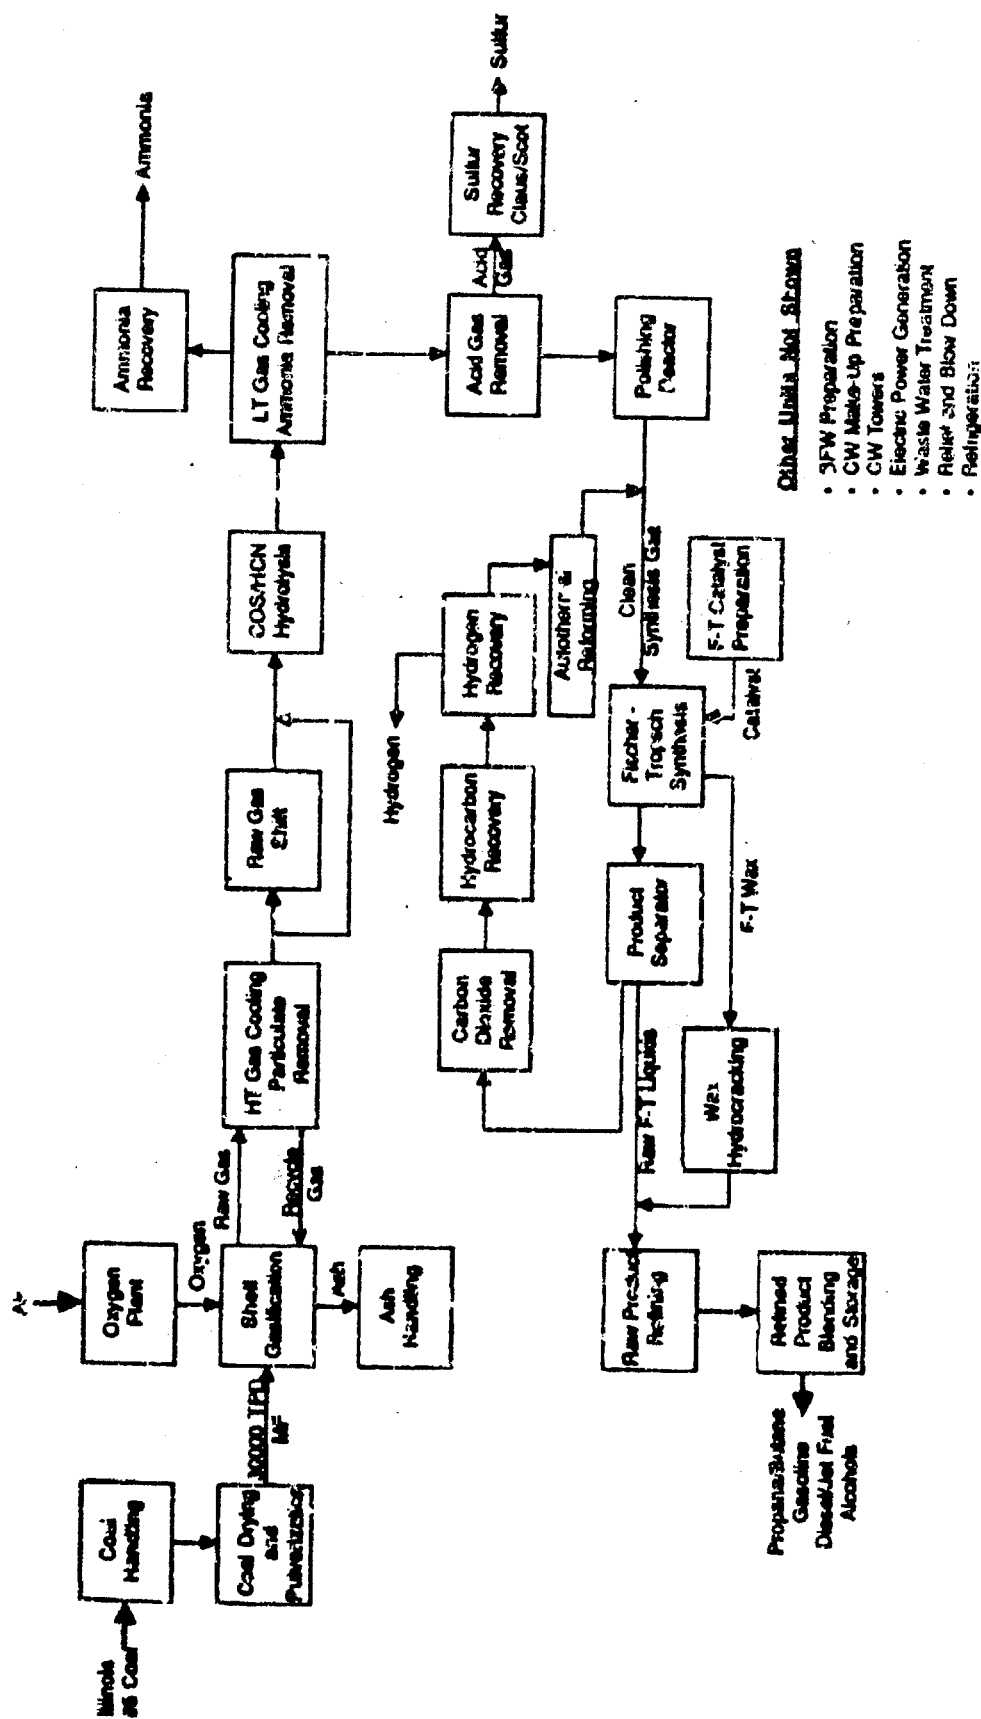 Illinois
#6 Coal
Coal
Handling
Coal Drying
and
Pulverization
30000 TPD
MF
Air
Oxygen
Plant
Oxygen
Shell
Gasification
Ash
Ash
Handling
Raw Gas
Recycle
Gas
HT Gas Cooling
Particulate
Removal
Raw Gas
Shift
COS/HCN
Hydrolysis
LT Gas Cooling
Ammonia Removal
Ammonia
Recovery
Ammonia
Acid Gas
Removal
Acid
Gas
Sulfur
Recovery
Claus/Scot
Sulfur
Polishing
Reactor
Clean
Synthesis Gas
Autothermal
Reforming
Hydrogen
Recovery
Hydrogen
Hydrocarbon
Recovery
Carbon
Dioxide
Removal
F-T Catalyst
Preparation
Catalyst
Fischer -
Tropsch
Synthesis
Product
Separator
F-T Wax
Raw F-T Liquids
Wax
Hydrocracking
Raw Product
Refining
Refined
Product
Blending
and Storage
Propane/Butane
Gasoline
Diesel/Jet Fuel
Alcohols
Other Units Not Shown
• BFW Preparation
• CW Make-Up Preparation
• CW Towers
• Electric Power Generation
• Waste Water Treatment
• Relief and Blow Down
• Refrigeration